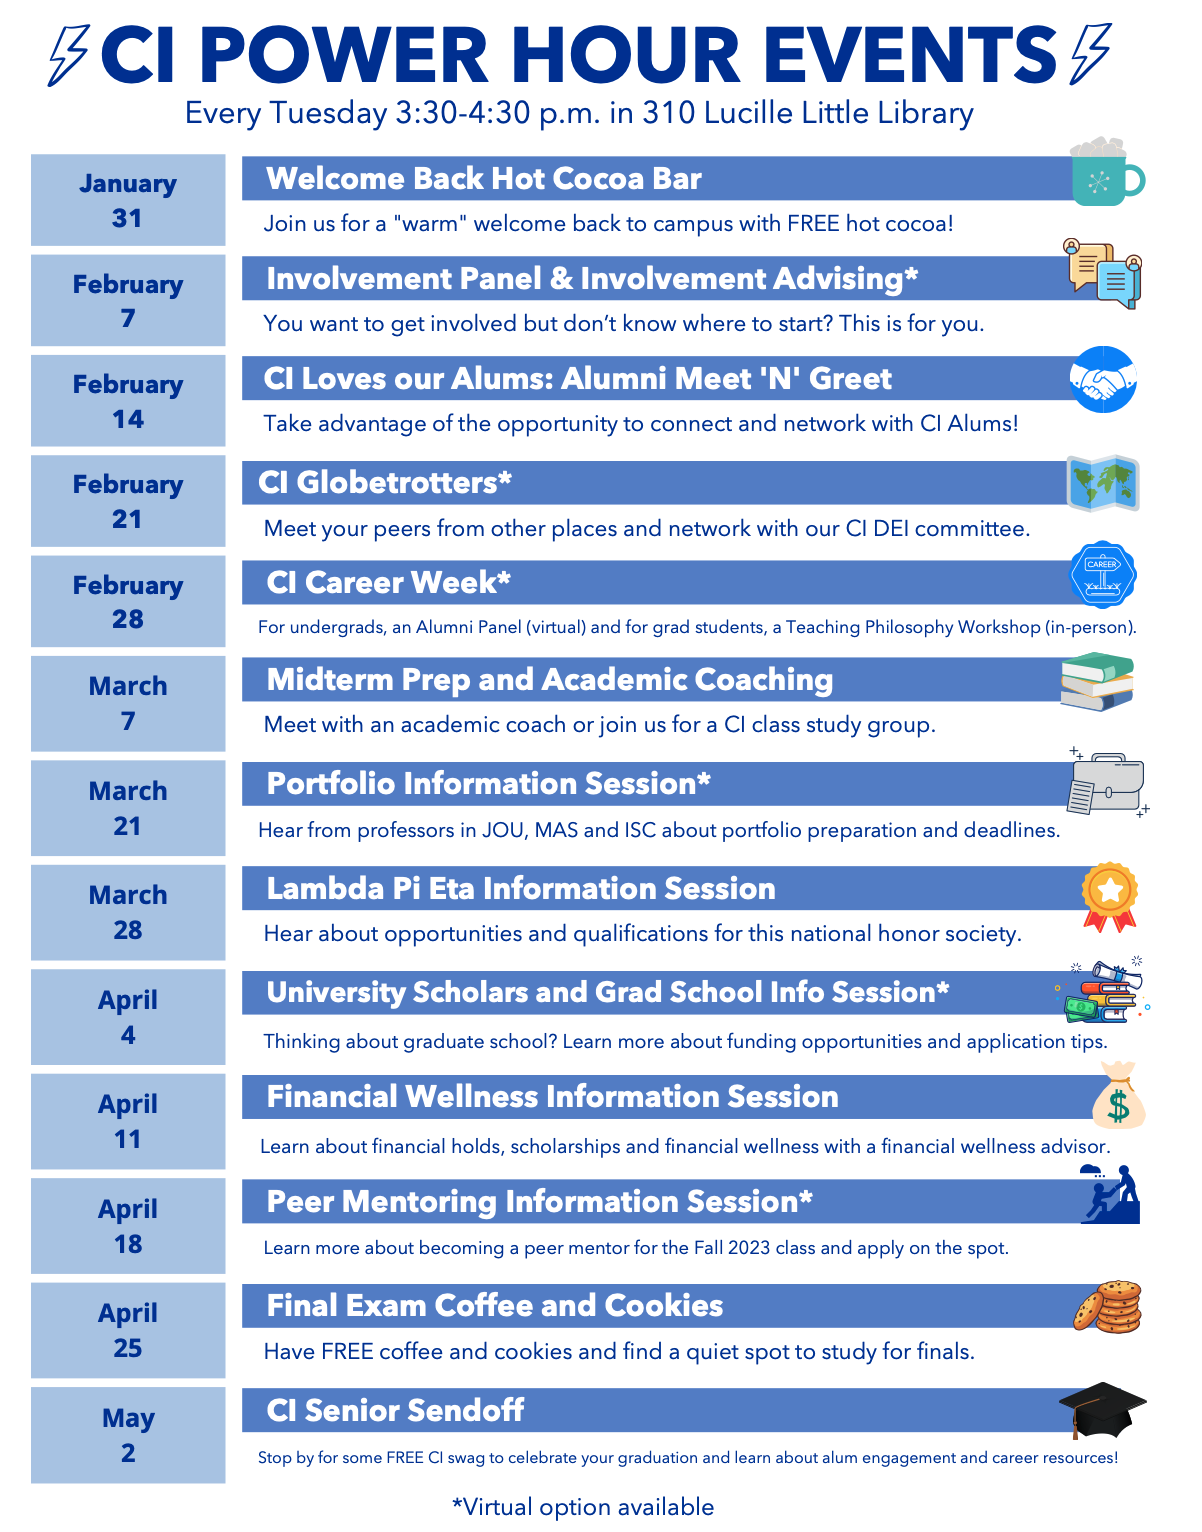 CI POWER HOUR EVENTS
Every Tuesday 3:30-4:30 p.m. in 310 Lucille Little Library
January
31
Welcome Back Hot Cocoa Bar
Join us for a "warm" welcome back to campus with FREE hot cocoa!
February
7
Involvement Panel & Involvement Advising*
You want to get involved but don’t know where to start? This is for you.
February
14
CI Loves our Alums: Alumni Meet 'N' Greet
Take advantage of the opportunity to connect and network with CI Alums!
February
21
CI Globetrotters*
Meet your peers from other places and network with our CI DEI committee.
February
28
CI Career Week*
CAREER
For undergrads, an Alumni Panel (virtual) and for grad students, a Teaching Philosophy Workshop (in-person).
March
7
Midterm Prep and Academic Coaching
Meet with an academic coach or join us for a CI class study group.
March
21
Portfolio Information Session*
Hear from professors in JOU, MAS and ISC about portfolio preparation and deadlines.
March
28
Lambda Pi Eta Information Session
Hear about opportunities and qualifications for this national honor society.
April
4
University Scholars and Grad School Info Session*
Thinking about graduate school? Learn more about funding opportunities and application tips.
April
11
Financial Wellness Information Session
$
Learn about financial holds, scholarships and financial wellness with a financial wellness advisor.
April
18
Peer Mentoring Information Session*
Learn more about becoming a peer mentor for the Fall 2023 class and apply on the spot.
April
25
Final Exam Coffee and Cookies
Have FREE coffee and cookies and find a quiet spot to study for finals.
May
2
CI Senior Sendoff
Stop by for some FREE CI swag to celebrate your graduation and learn about alum engagement and career resources!
*Virtual option available